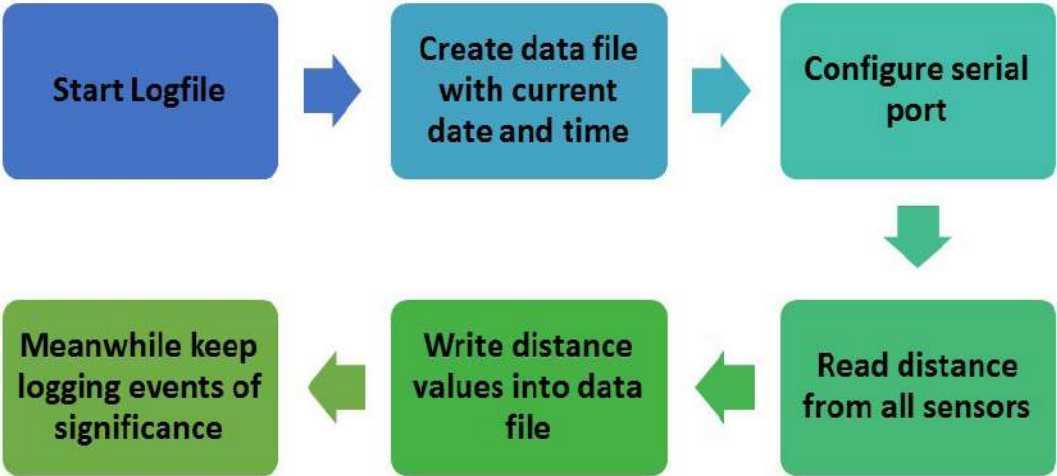 Start Logfile
Create data file
with current
date and time
Configure serial
port
Read distance
from all sensors
Write distance
values into data
file
Meanwhile keep
logging events of
significance